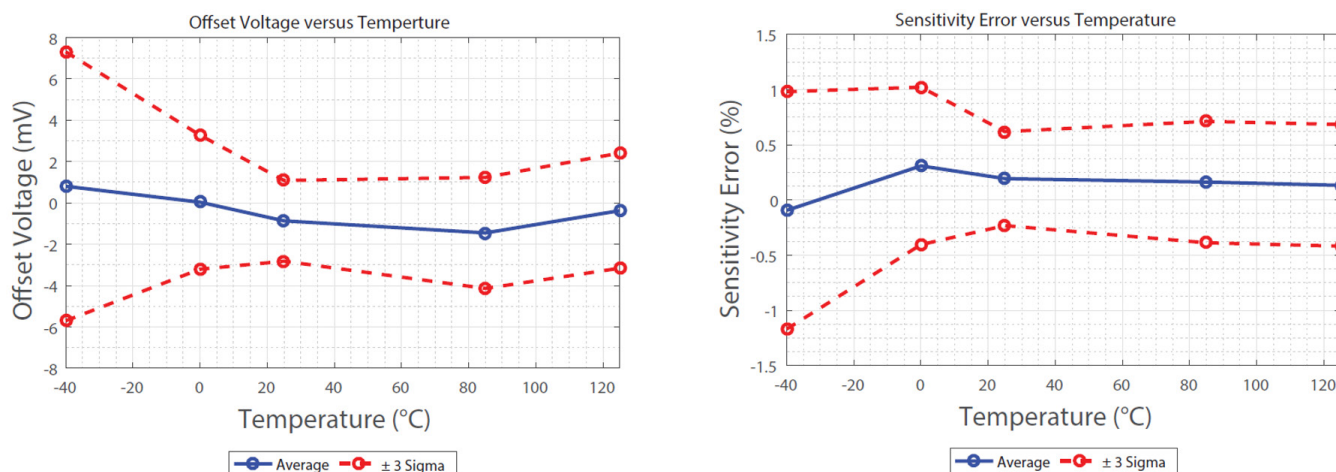 Offset Voltage versus Temperture
8
6
4
2
0
-2
-4
-6
-8
Offset Voltage (mV)
-40 -20 0 20 40 60 80 100 120
Temperature (°C)
Average ± 3 Sigma
Sensitivity Error versus Temperature
1.5
1
0.5
0
-0.5
-1
-1.5
Sensitivity Error (%)
-40 -20 0 20 40 60 80 100 120
Temperature (°C)
Average ± 3 Sigma